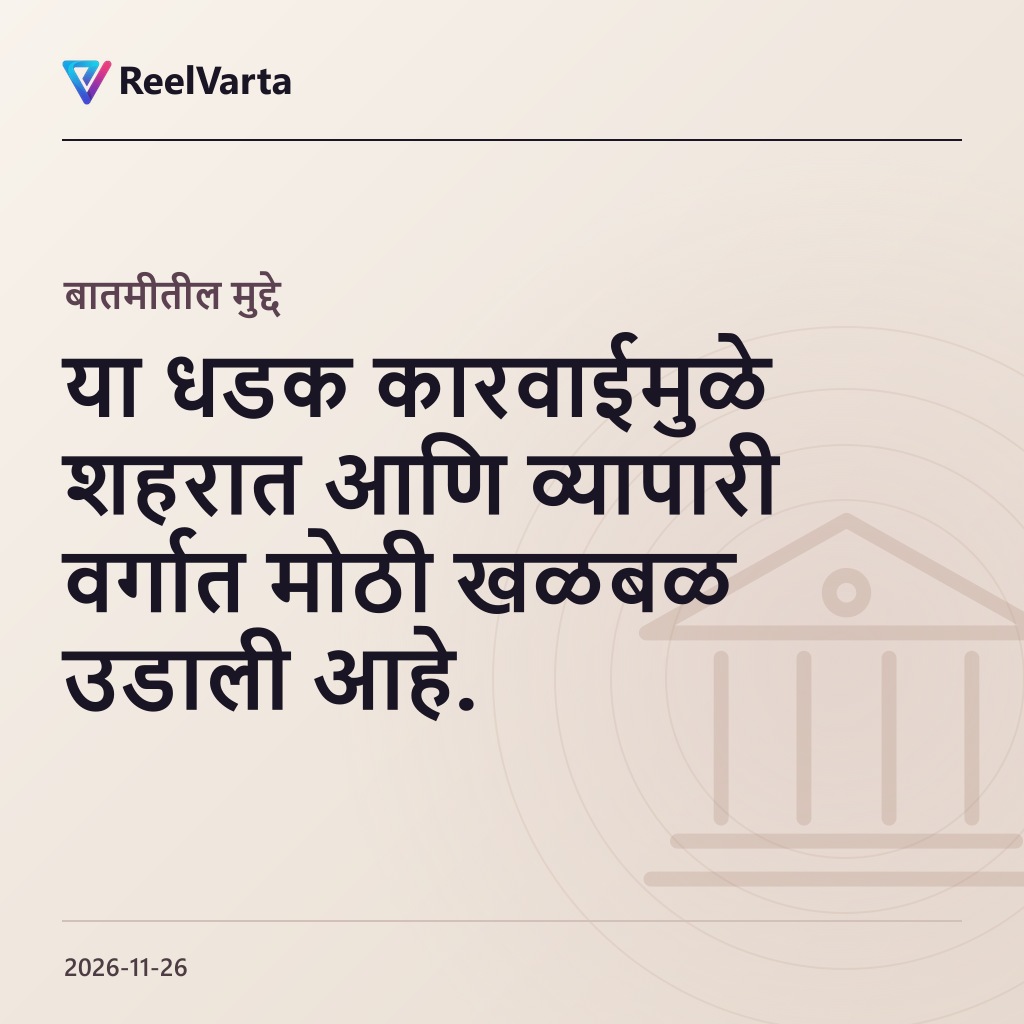 ReelVarta
बातमीतील मुद्दे
या धडक कारवाईमुळे
शहरात आणि व्यापारी
वर्गात मोठी खळबळ
उडाली आहे.
2026-11-26